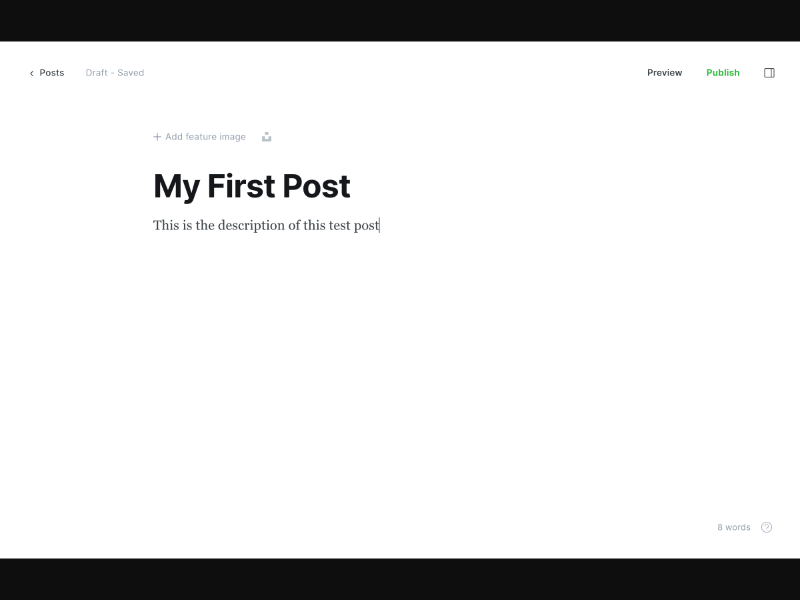 Posts
Draft - Saved
Preview
Publish
+ Add feature image
My First Post
This is the description of this test post
8 words